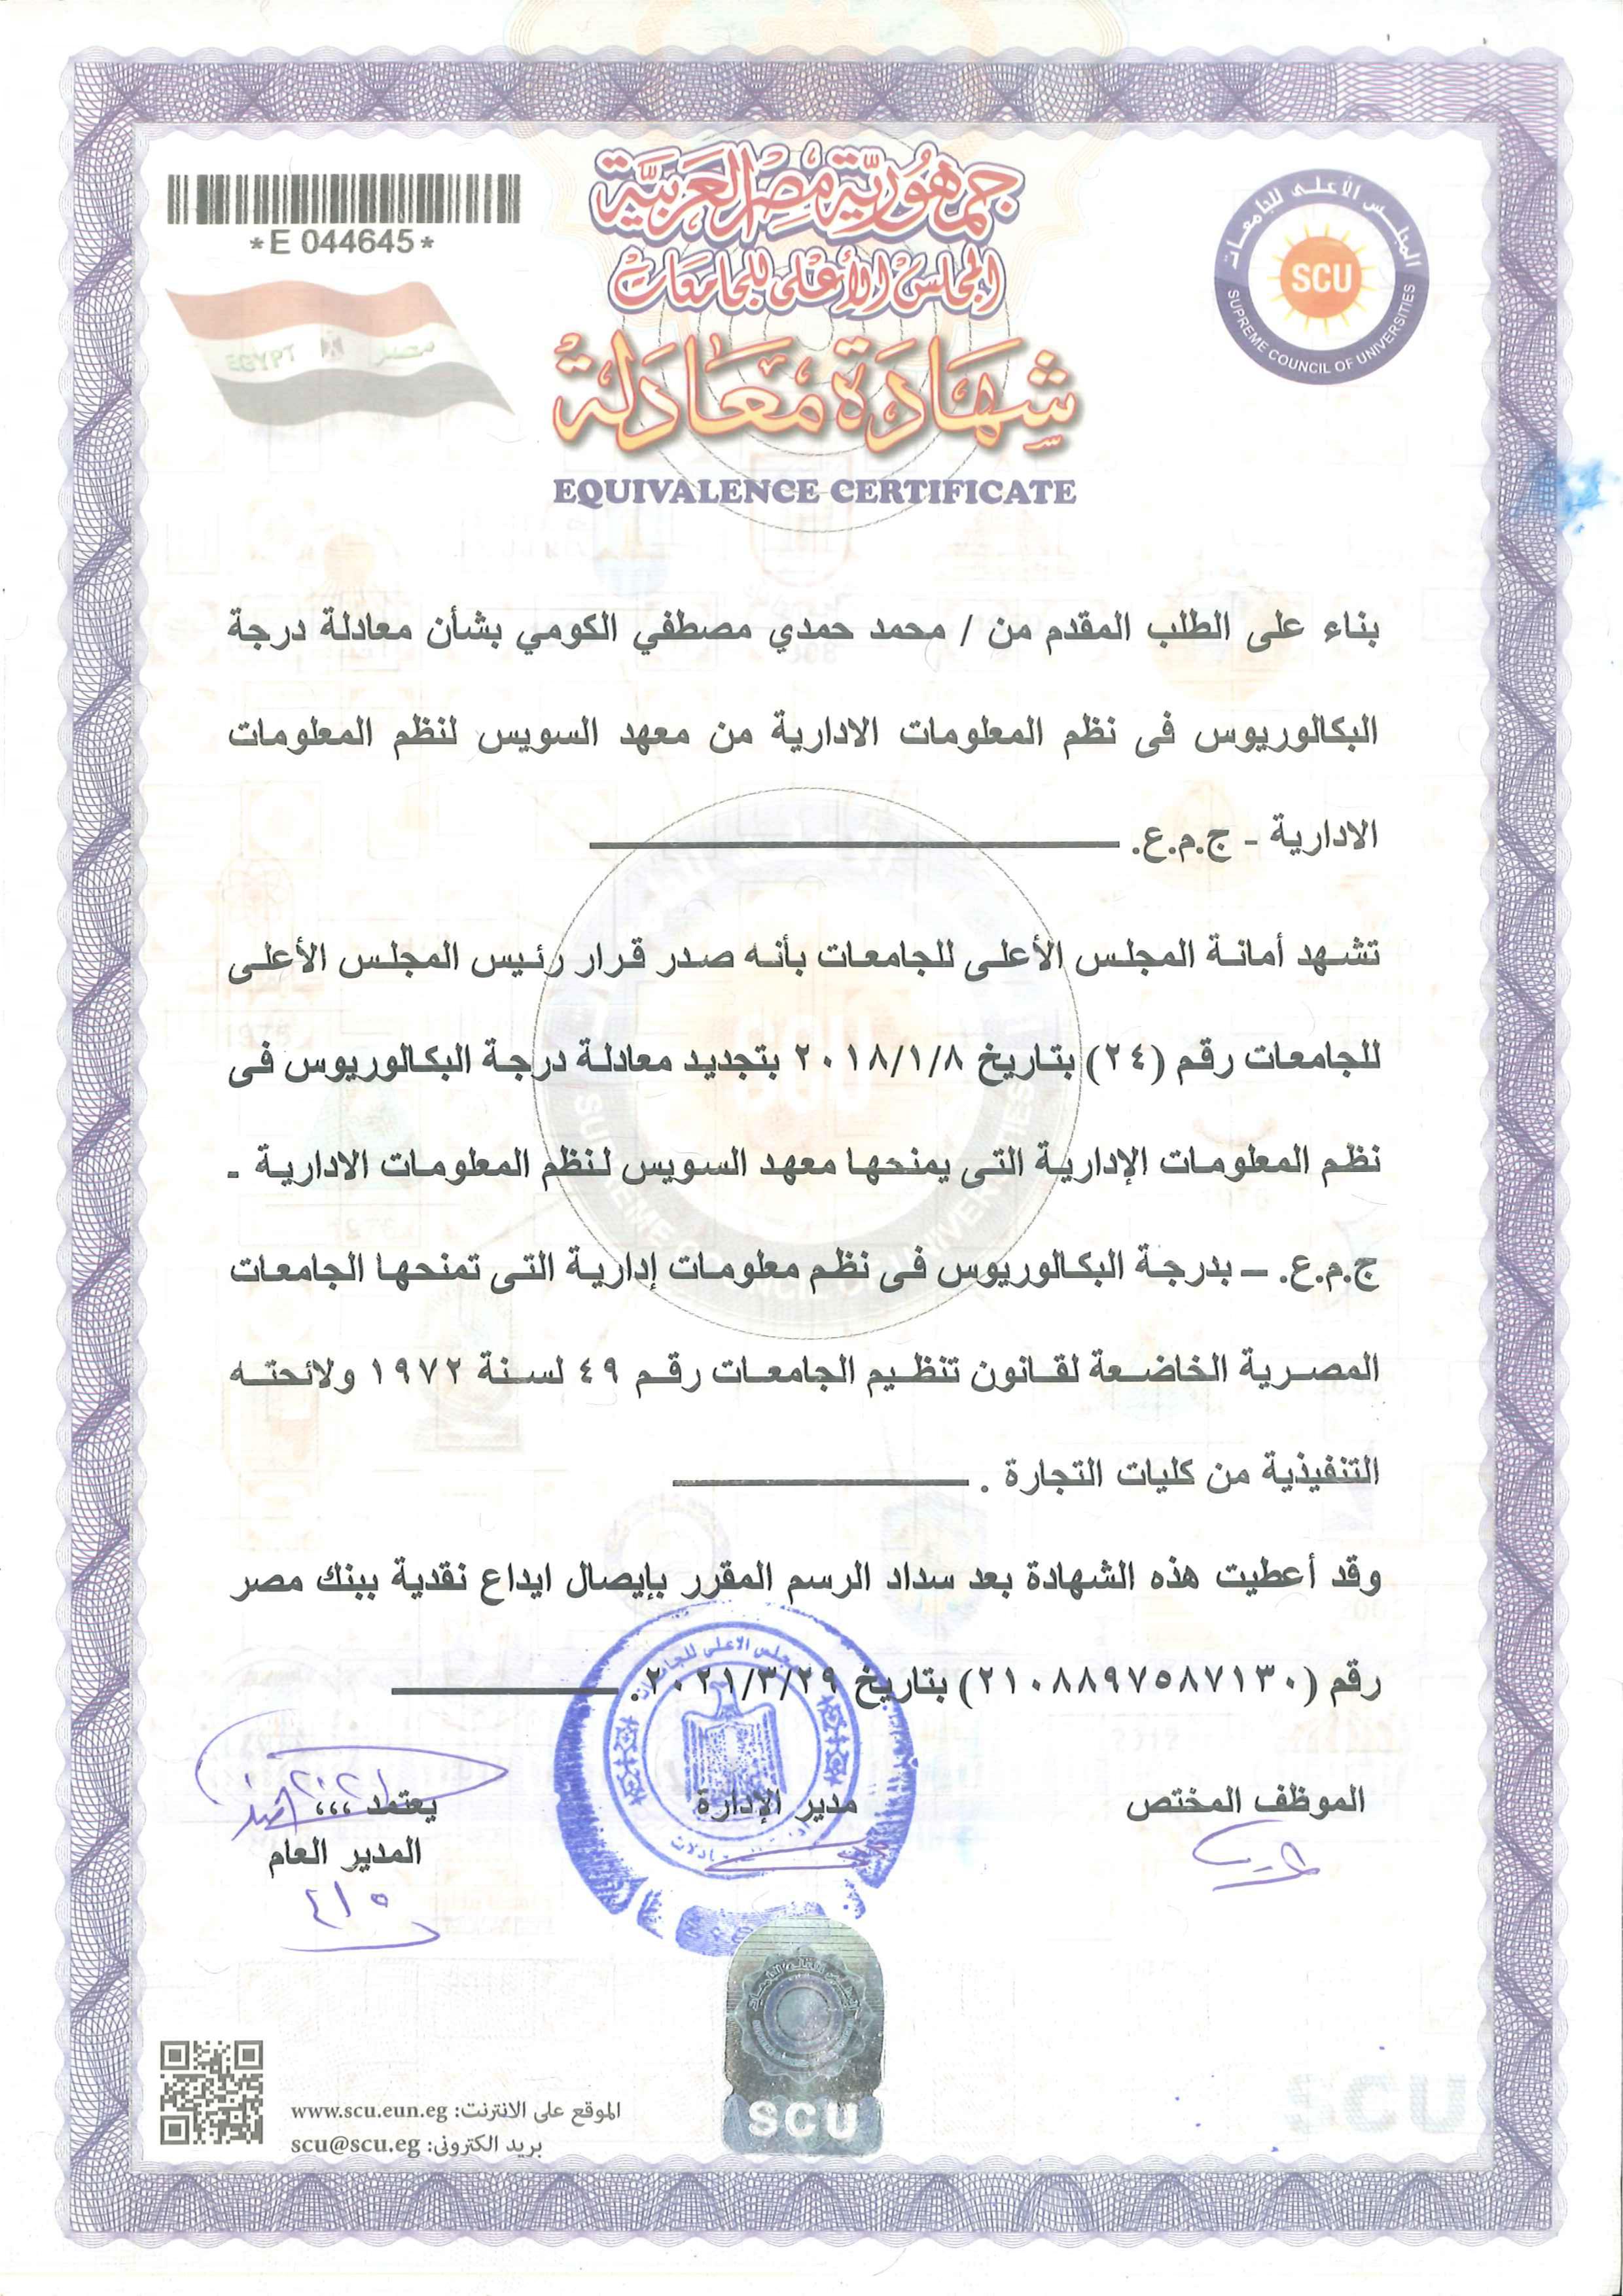 *E 044645*
جمهورية مصر العربية
المجلس الأعلى للجامعات
شهادة معادلة
EQUIVALENCE CERTIFICATE
المجلس الأعلى للجامعات
SCU
SUPREME COUNCIL OF UNIVERSITIES
EGYPT مصر
بناء على الطلب المقدم من / محمد حمدي مصطفي الكومي بشأن معادلة درجة
البكالوريوس فى نظم المعلومات الادارية من معهد السويس لنظم المعلومات
الادارية - ج.م.ع.
تشهد أمانة المجلس الأعلى للجامعات بأنه صدر قرار رئيس المجلس الأعلى
للجامعات رقم (٢٤) بتاريخ ٢٠١٨/١/٨ بتجديد معادلة درجة البكالوريوس فى
نظم المعلومات الإدارية التى يمنحها معهد السويس لنظم المعلومات الادارية -
ج.م.ع. – بدرجة البكالوريوس فى نظم معلومات إدارية التى تمنحها الجامعات
المصرية الخاضعة لقانون تنظيم الجامعات رقم ٤٩ لسنة ١٩٧٢ ولائحته
التنفيذية من كليات التجارة .
وقد أعطيت هذه الشهادة بعد سداد الرسم المقرر بإيصال ايداع نقدية ببنك مصر
رقم (٢١٠٨٨٩٧٥٨٧١٣٠) بتاريخ ٢٠٢١/٣/٢٩.
الموظف المختص
مدير الإدارة
يعتمد ،،،
المدير العام
٤/٥
SCU
الموقع على الانترنت: www.scu.eun.eg
بريد الكترونى: scu@scu.eg
SCU